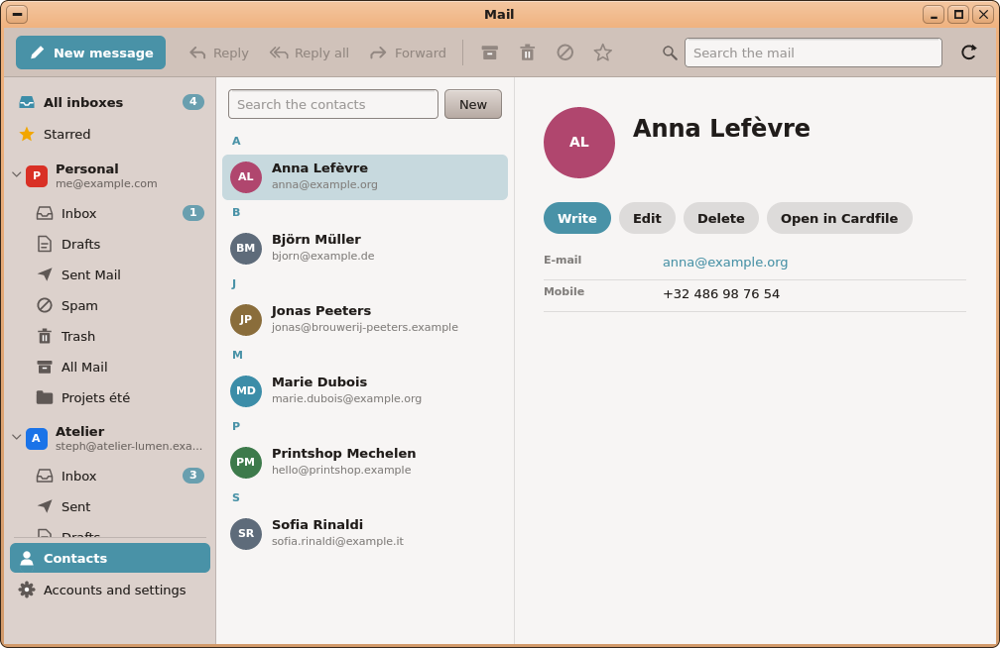 Mail
New message
Reply
Reply all
Forward
Search the mail
All inboxes
4
Starred
P
Personal
me@example.com
Inbox
1
Drafts
Sent Mail
Spam
Trash
All Mail
Projets été
A
Atelier
steph@atelier-lumen.exa...
Inbox
3
Sent
Drafts
Contacts
Accounts and settings
Search the contacts
New
A
AL
Anna Lefèvre
anna@example.org
B
BM
Björn Müller
bjorn@example.de
J
JP
Jonas Peeters
jonas@brouwerij-peeters.example
M
MD
Marie Dubois
marie.dubois@example.org
P
PM
Printshop Mechelen
hello@printshop.example
S
SR
Sofia Rinaldi
sofia.rinaldi@example.it
AL
Anna Lefèvre
Write
Edit
Delete
Open in Cardfile
E-mail
anna@example.org
Mobile
+32 486 98 76 54